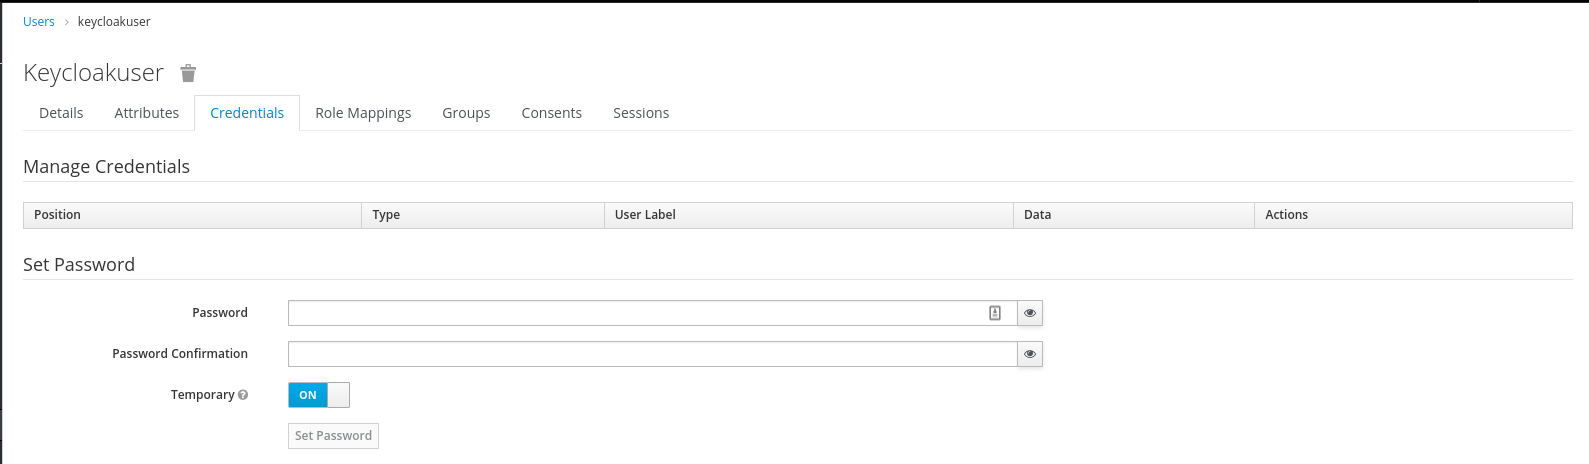 Users > keycloakuser
Keycloakuser
Details Attributes Credentials Role Mappings Groups Consents Sessions
Manage Credentials
Position Type User Label Data Actions
Set Password
Password
Password Confirmation
Temporary ? ON
Set Password